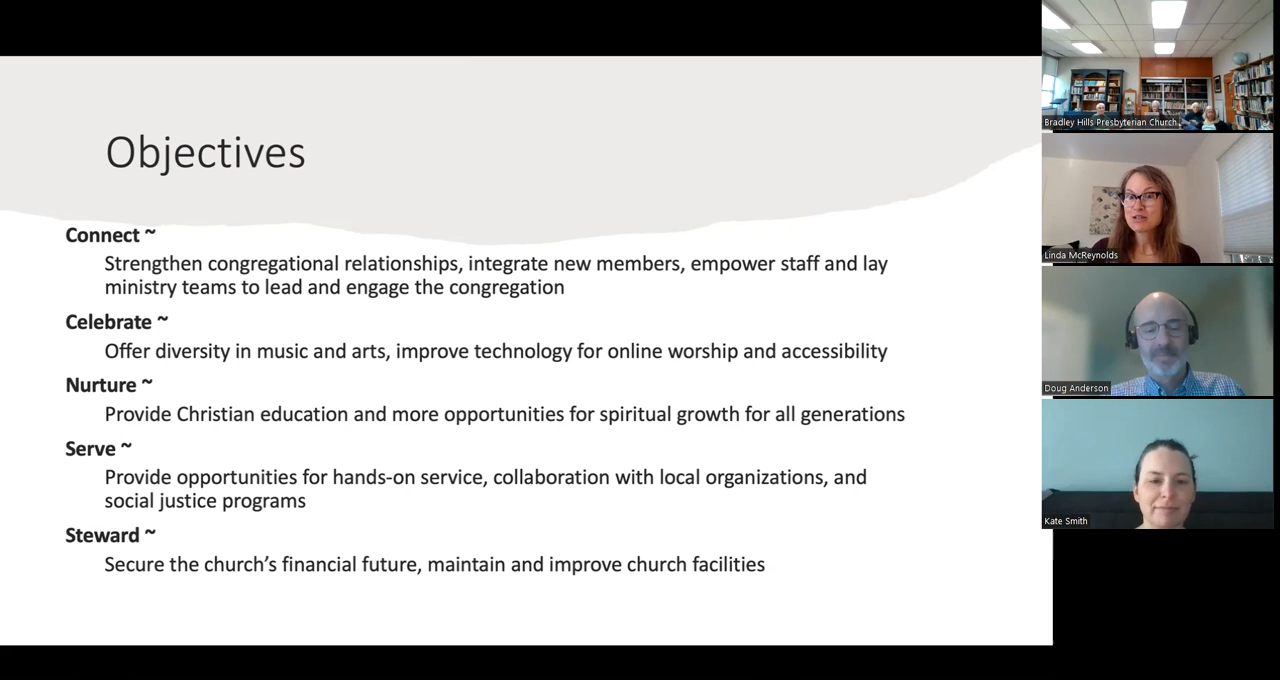 Objectives
Connect ~
Strengthen congregational relationships, integrate new members, empower staff and lay
ministry teams to lead and engage the congregation
Celebrate ~
Offer diversity in music and arts, improve technology for online worship and accessibility
Nurture ~
Provide Christian education and more opportunities for spiritual growth for all generations
Serve ~
Provide opportunities for hands-on service, collaboration with local organizations, and
social justice programs
Steward ~
Secure the church’s financial future, maintain and improve church facilities
Bradley Hills Presbyterian Church
Linda McReynolds
Doug Anderson
Kate Smith